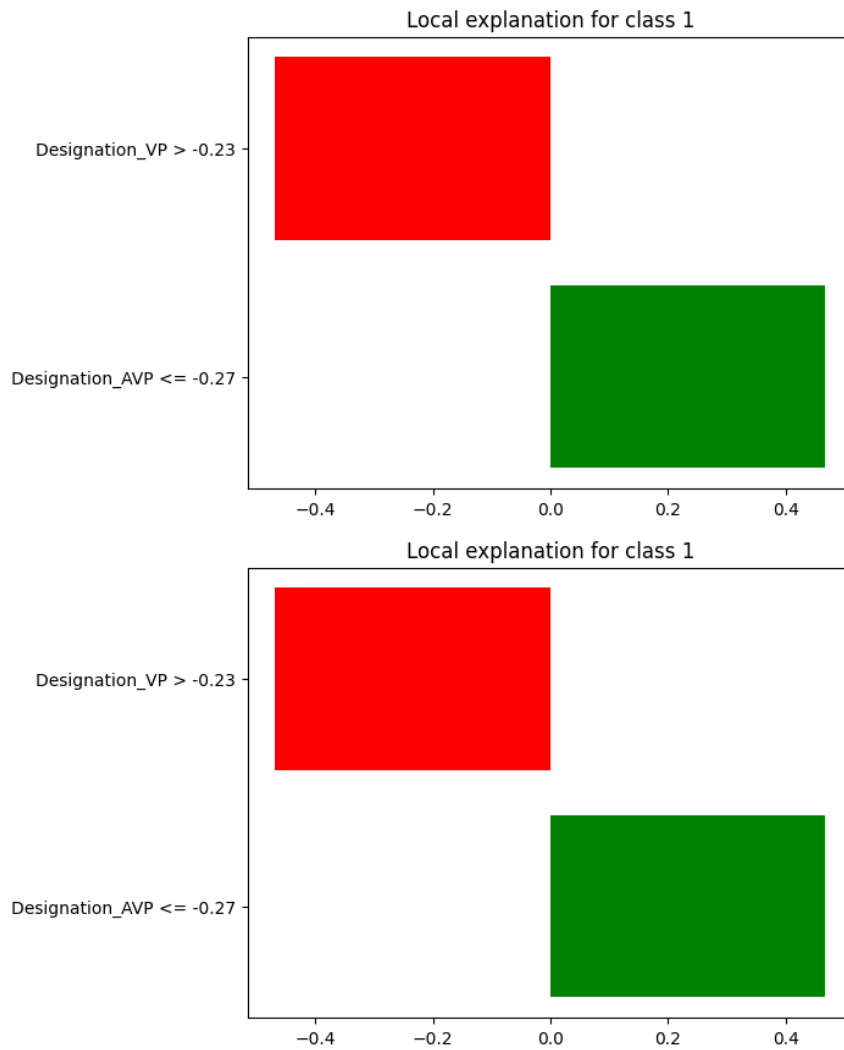 Local explanation for class 1
Designation_VP > -0.23
Designation_AVP <= -0.27
−0.4 −0.2 0.0 0.2 0.4
Local explanation for class 1
Designation_VP > -0.23
Designation_AVP <= -0.27
−0.4 −0.2 0.0 0.2 0.4